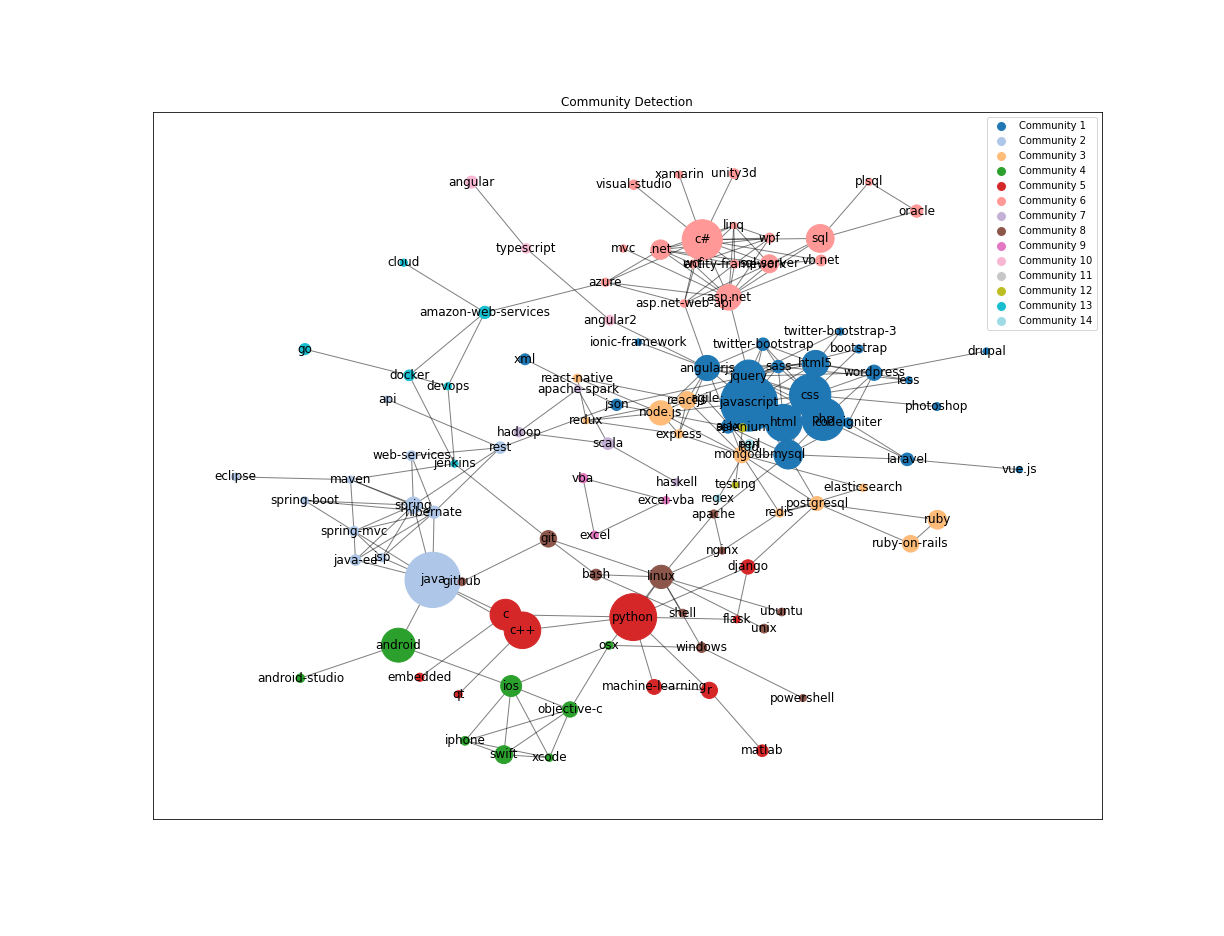 Community Detection
Community 1
Community 2
Community 3
Community 4
Community 5
Community 6
Community 7
Community 8
Community 9
Community 10
Community 11
Community 12
Community 13
Community 14
xamarin
unity3d
angular
visual-studio
plsql
oracle
linq
c#
wpf
sql
typescript
mvc
.net
cloud
entity-framework
sql-server
vb.net
azure
asp.net
asp.net-web-api
amazon-web-services
angular2
twitter-bootstrap-3
ionic-framework
twitter-bootstrap
go
bootstrap
drupal
xml
html5
angularjs
sass
wordpress
docker
jquery
react-native
less
devops
apache-spark
css
api
reactjs
agile
javascript
json
photoshop
node.js
redux
php
codeigniter
html
ajax
selenium
hadoop
express
scala
rest
web-services
mongodb
mysql
laravel
jenkins
vue.js
eclipse
maven
vba
haskell
testing
elasticsearch
spring-boot
excel-vba
regex
spring
postgresql
hibernate
apache
redis
ruby
spring-mvc
excel
git
ruby-on-rails
nginx
java-ee
jsp
django
bash
linux
java
github
shell
ubuntu
c
python
flask
c++
unix
android
osx
windows
android-studio
embedded
ios
machine-learning
r
qt
powershell
objective-c
iphone
swift
xcode
matlab